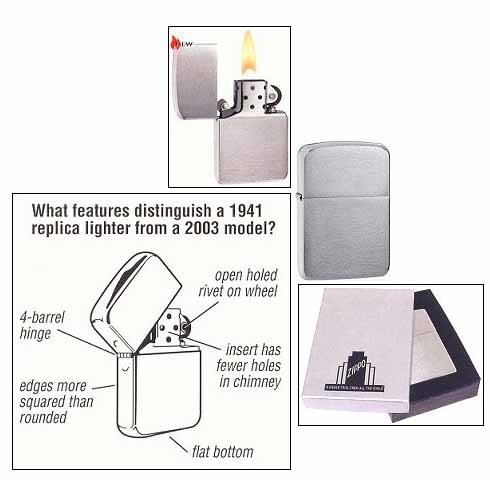 EW
What features distinguish a 1941
replica lighter from a 2003 model?
open holed
rivet on wheel
4-barrel
hinge
insert has
fewer holes
in chimney
edges more
squared than
rounded
flat bottom
ZIPPO